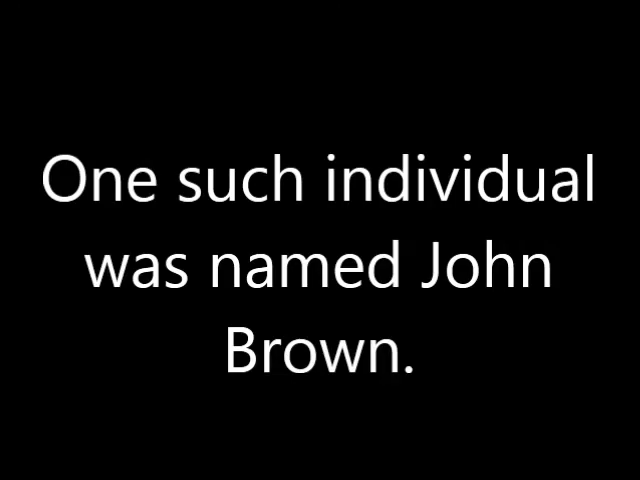 One such individual
was named John
Brown.